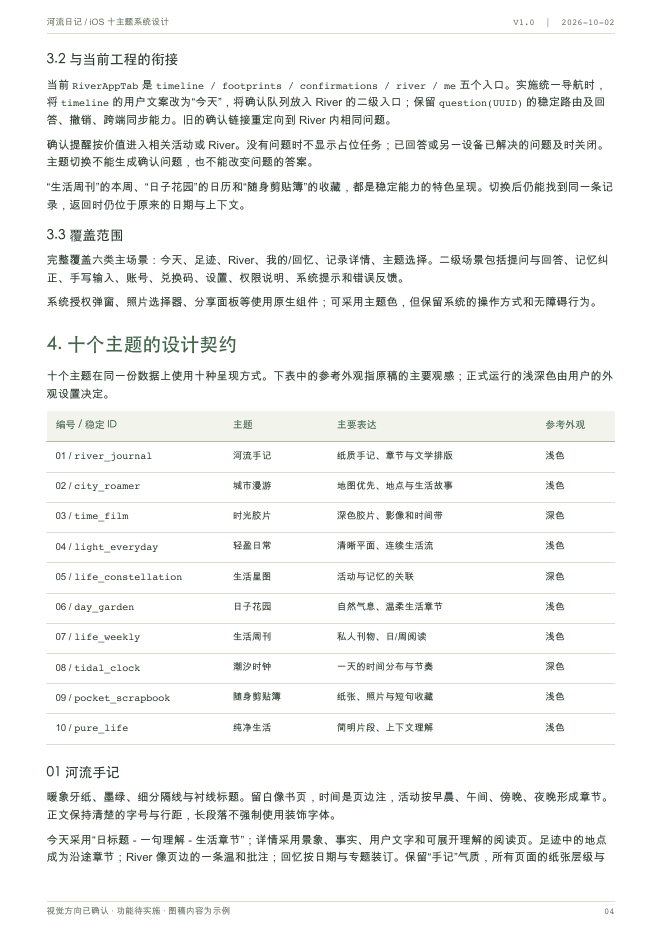 河流日记 / iOS 十主题系统设计
V1.0 | 2026-10-02
3.2 与当前工程的衔接
当前 RiverAppTab 是 timeline / footprints / confirmations / river / me 五个入口。实施统一导航时，
将 timeline 的用户文案改为“今天”，将确认队列放入 River 的二级入口；保留 question(UUID) 的稳定路由及回
答、撤销、跨端同步能力。旧的确认链接重定向到 River 内相同问题。
确认提醒按价值进入相关活动或 River。没有问题时不显示占位任务；已回答或另一设备已解决的问题及时关闭。
主题切换不能生成确认问题，也不能改变问题的答案。
“生活周刊”的本周、“日子花园”的日历和“随身剪贴簿”的收藏，都是稳定能力的特色呈现。切换后仍能找到同一条记
录，返回时仍位于原来的日期与上下文。
3.3 覆盖范围
完整覆盖六类主场景：今天、足迹、River、我的/回忆、记录详情、主题选择。二级场景包括提问与回答、记忆纠
正、手写输入、账号、兑换码、设置、权限说明、系统提示和错误反馈。
系统授权弹窗、照片选择器、分享面板等使用原生组件；可采用主题色，但保留系统的操作方式和无障碍行为。
4. 十个主题的设计契约
十个主题在同一份数据上使用十种呈现方式。下表中的参考外观指原稿的主要观感；正式运行的浅深色由用户的外
观设置决定。
编号 / 稳定 ID 主题 主要表达 参考外观
01 / river_journal 河流手记 纸质手记、章节与文学排版 浅色
02 / city_roamer 城市漫游 地图优先、地点与生活故事 浅色
03 / time_film 时光胶片 深色胶片、影像和时间带 深色
04 / light_everyday 轻盈日常 清晰平面、连续生活流 浅色
05 / life_constellation 生活星图 活动与记忆的关联 深色
06 / day_garden 日子花园 自然气息、温柔生活章节 浅色
07 / life_weekly 生活周刊 私人刊物、日/周阅读 浅色
08 / tidal_clock 潮汐时钟 一天的时间分布与节奏 深色
09 / pocket_scrapbook 随身剪贴簿 纸张、照片与短句收藏 浅色
10 / pure_life 纯净生活 简明片段、上下文理解 浅色
01 河流手记
暖象牙纸、墨绿、细分隔线与衬线标题。留白像书页，时间是页边注，活动按早晨、午间、傍晚、夜晚形成章节。
正文保持清楚的字号与行距，长段落不强制使用装饰字体。
今天采用“日标题 - 一句理解 - 生活章节”；详情采用景象、事实、用户文字和可展开理解的阅读页。足迹中的地点
成为沿途章节；River 像页边的一条温和批注；回忆按日期与专题装订。保留“手记”气质，所有页面的纸张层级与
视觉方向已确认 · 功能待实施 · 图稿内容为示例
04